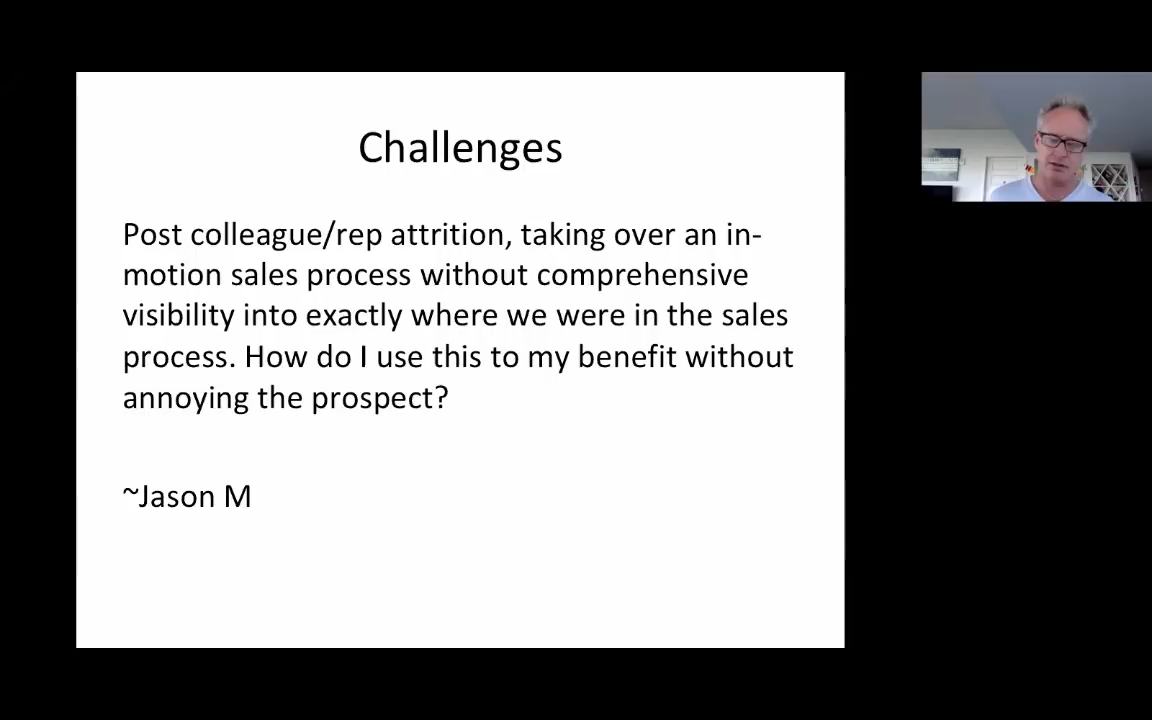 Challenges
Post colleague/rep attrition, taking over an in-
motion sales process without comprehensive
visibility into exactly where we were in the sales
process. How do I use this to my benefit without
annoying the prospect?
~Jason M